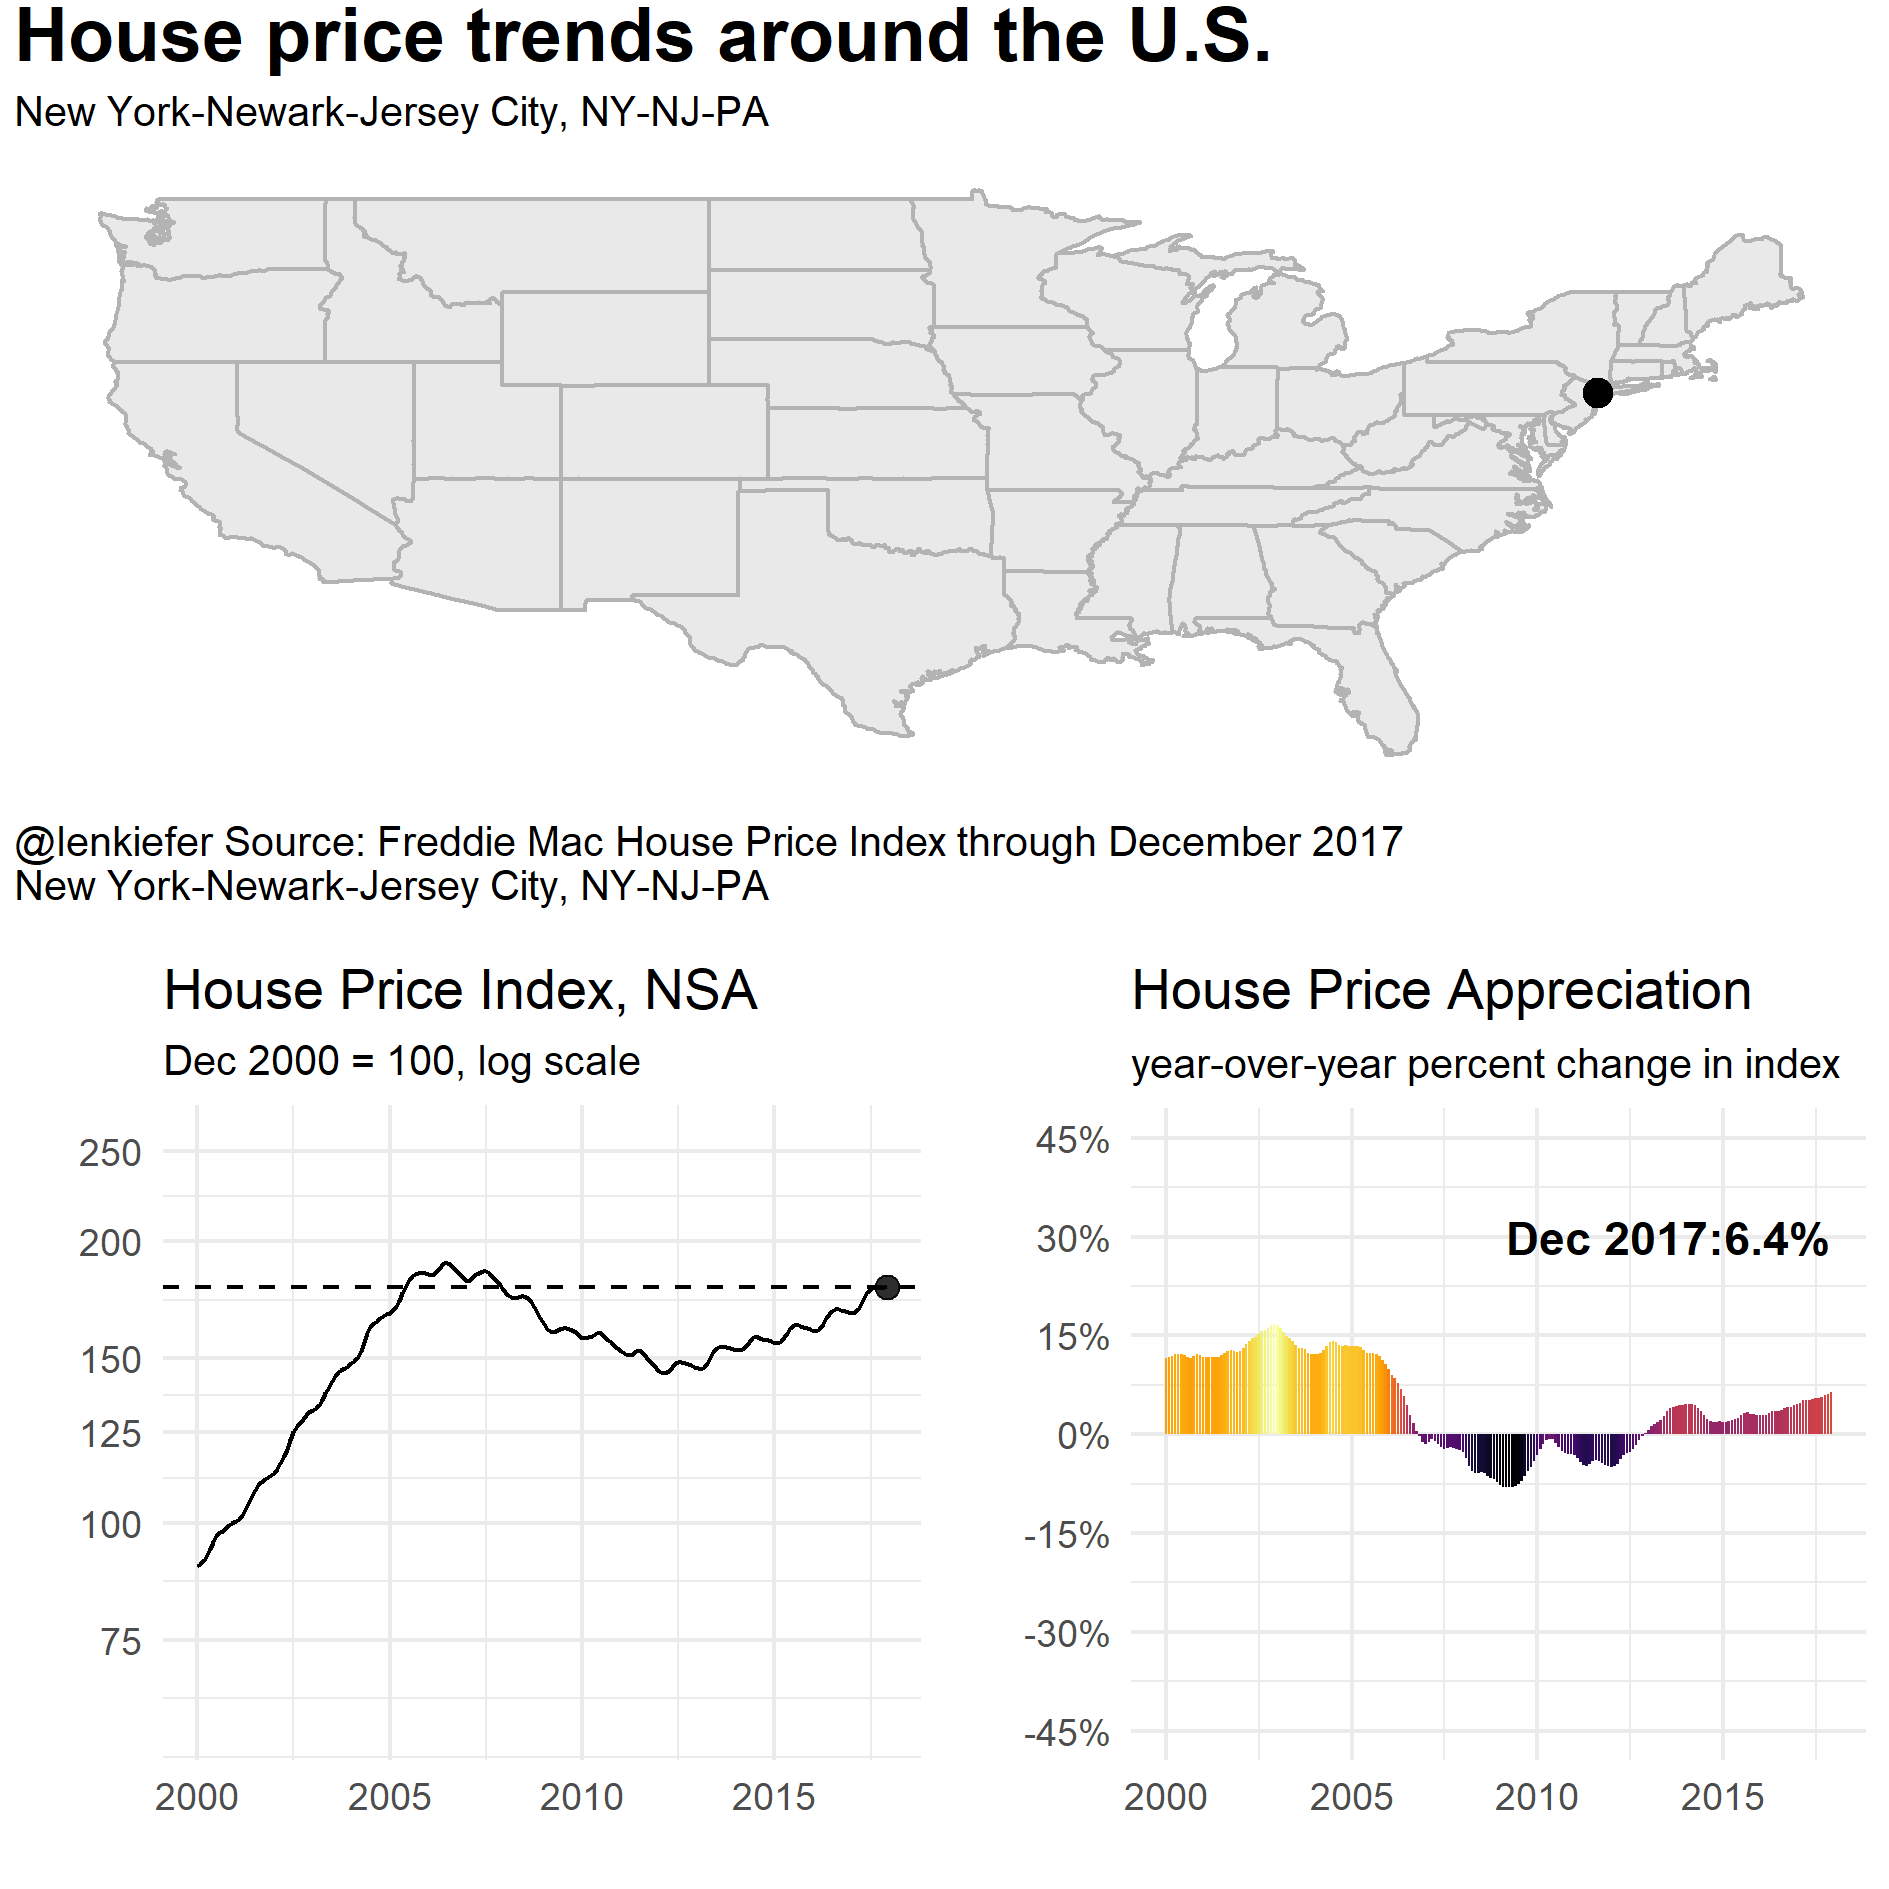 House price trends around the U.S.
New York-Newark-Jersey City, NY-NJ-PA
@lenkiefer Source: Freddie Mac House Price Index through December 2017
New York-Newark-Jersey City, NY-NJ-PA
House Price Index, NSA
Dec 2000 = 100, log scale
250
200
150
125
100
75
2000 2005 2010 2015
House Price Appreciation
year-over-year percent change in index
45%
30%
15%
0%
-15%
-30%
-45%
Dec 2017:6.4%
2000 2005 2010 2015